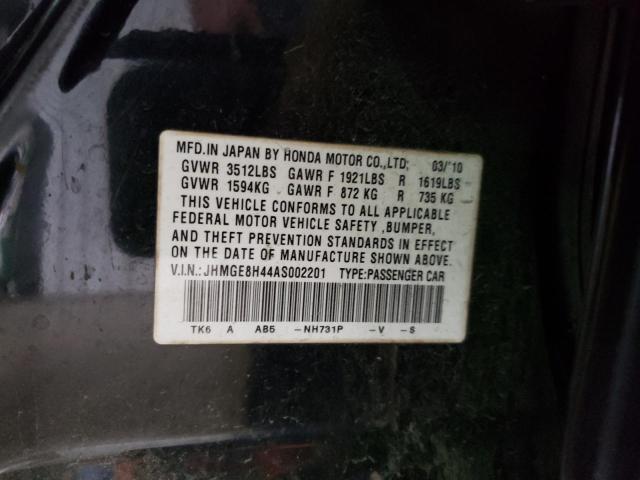 MFD.IN JAPAN BY HONDA MOTOR CO.,LTD. 03/'10
GVWR 3512LBS GAWR F 1921LBS R 1619LBS
GVWR 1594KG GAWR F 872 KG R 735 KG
THIS VEHICLE CONFORMS TO ALL APPLICABLE
FEDERAL MOTOR VEHICLE SAFETY ,BUMPER,
AND THEFT PREVENTION STANDARDS IN EFFECT
ON THE DATE OF MANUFACTURE SHOWN ABOVE.
V.I.N.:JHMGE8H44AS002201 TYPE:PASSENGER CAR
TK6 A AB5 -NH731P -V -S